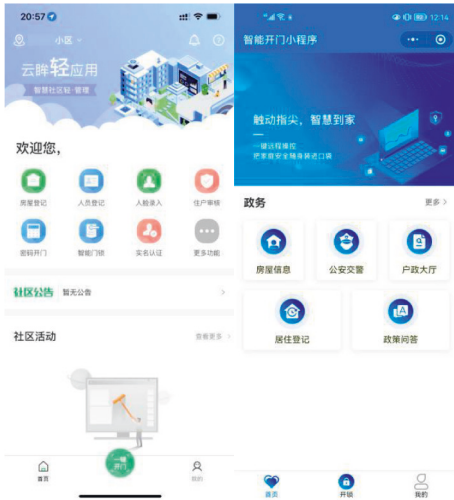 20:57
小区
云眸轻应用
智慧社区轻·管理
欢迎您,
房屋登记
人员登记
人脸录入
住户审核
密码开门
智能门锁
实名认证
更多功能
社区公告
暂无公告
社区活动
查看更多
首页
一键
开门
我的
12:14
智能开门小程序
触动指尖，智慧到家
一键远程操控
把家庭安全随身装进口袋
政务
更多
房屋信息
公安交警
户政大厅
居住登记
政策问答
首页
开锁
我的